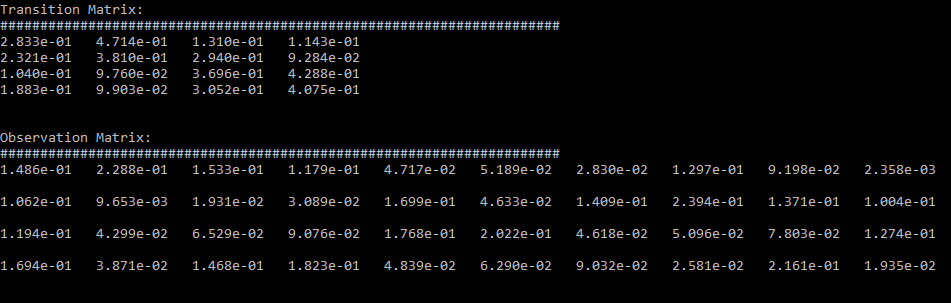 Transition Matrix:
######################################################################
2.833e-01 4.714e-01 1.310e-01 1.143e-01
2.321e-01 3.810e-01 2.940e-01 9.284e-02
1.040e-01 9.760e-02 3.696e-01 4.288e-01
1.883e-01 9.903e-02 3.052e-01 4.075e-01
Observation Matrix:
######################################################################
1.486e-01 2.288e-01 1.533e-01 1.179e-01 4.717e-02 5.189e-02 2.830e-02 1.297e-01 9.198e-02 2.358e-03
1.062e-01 9.653e-03 1.931e-02 3.089e-02 1.699e-01 4.633e-02 1.409e-01 2.394e-01 1.371e-01 1.004e-01
1.194e-01 4.299e-02 6.529e-02 9.076e-02 1.768e-01 2.022e-01 4.618e-02 5.096e-02 7.803e-02 1.274e-01
1.694e-01 3.871e-02 1.468e-01 1.823e-01 4.839e-02 6.290e-02 9.032e-02 2.581e-02 2.161e-01 1.935e-02